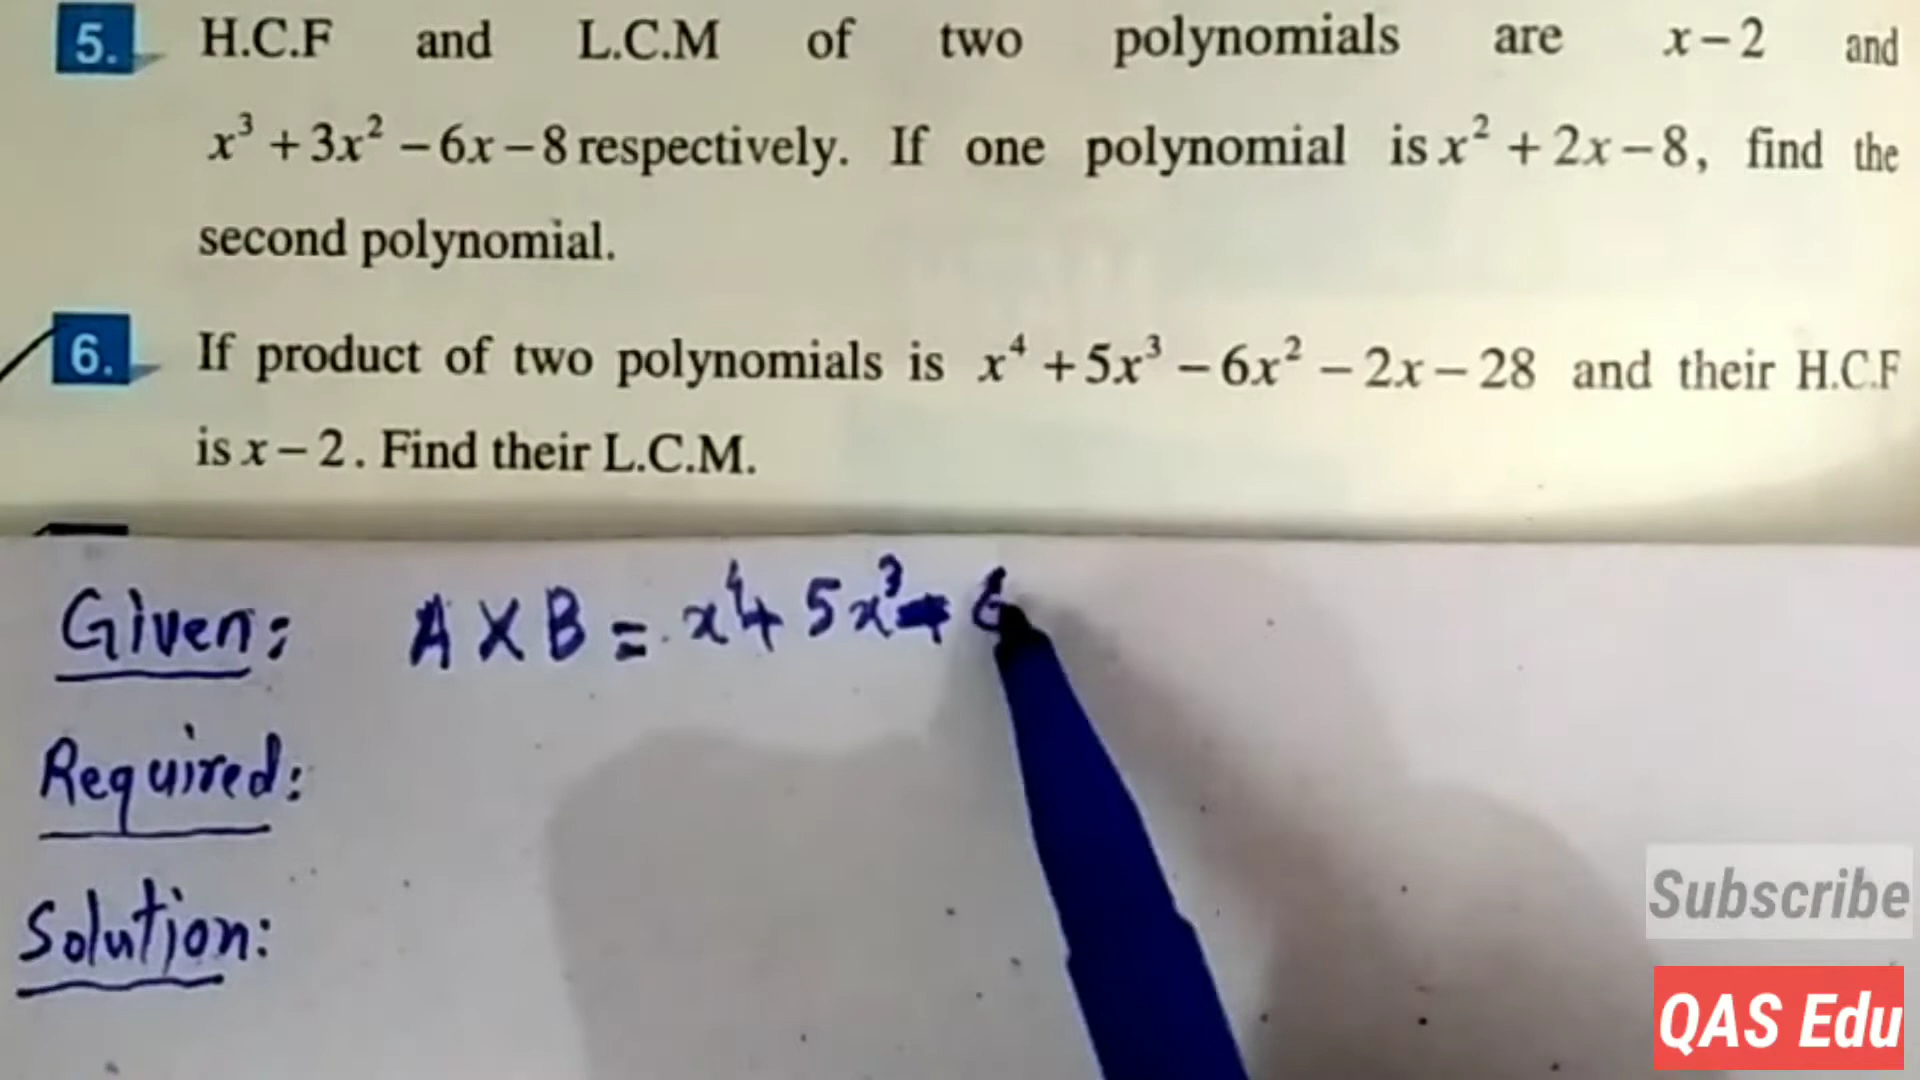 5. H.C.F and L.C.M of two polynomials are x − 2 and
x³ + 3x² − 6x − 8 respectively. If one polynomial is x² + 2x − 8, find the
second polynomial.
6. If product of two polynomials is x⁴ + 5x³ − 6x² − 2x − 28 and their H.C.F
is x − 2. Find their L.C.M.
Given: A × B = x⁴ + 5x³ - 6
Required:
Solution:
Subscribe
QAS Edu